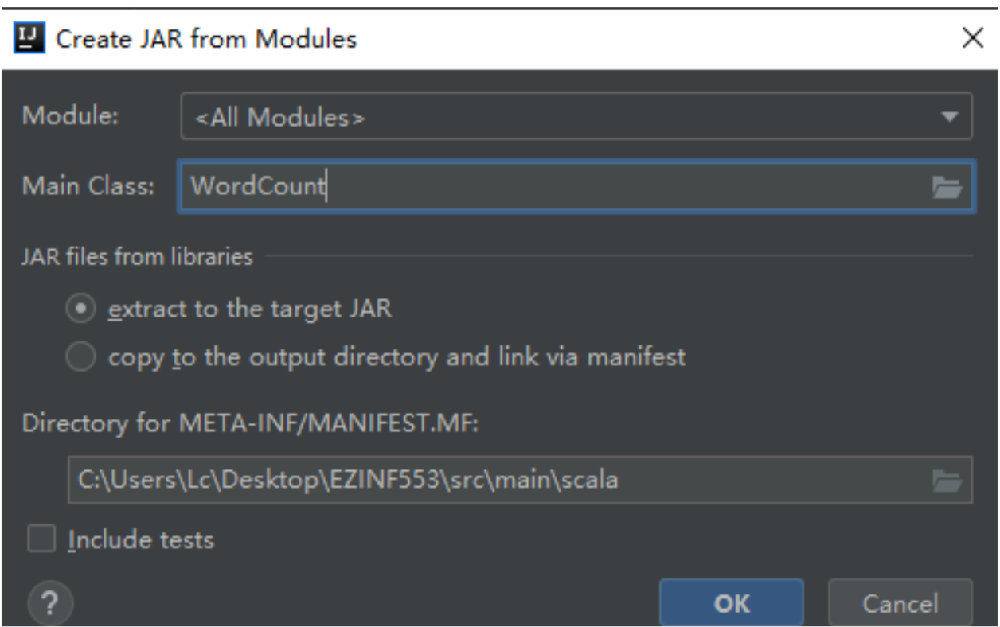 IJ Create JAR from Modules
Module: <All Modules>
Main Class: WordCount
JAR files from libraries
extract to the target JAR
copy to the output directory and link via manifest
Directory for META-INF/MANIFEST.MF:
C:\Users\Lc\Desktop\EZINF553\src\main\scala
Include tests
? OK Cancel